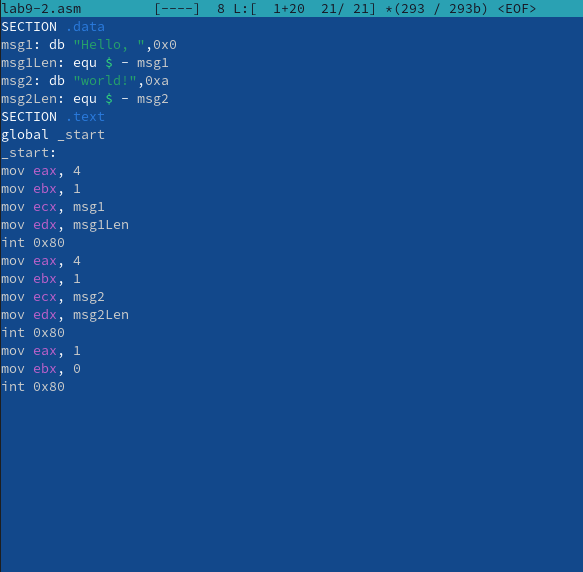 lab9-2.asm [----] 8 L:[ 1+20 21/ 21] *(293 / 293b) <EOF>
SECTION .data
msg1: db "Hello, ",0x0
msg1Len: equ $ - msg1
msg2: db "world!",0xa
msg2Len: equ $ - msg2
SECTION .text
global _start
_start:
mov eax, 4
mov ebx, 1
mov ecx, msg1
mov edx, msg1Len
int 0x80
mov eax, 4
mov ebx, 1
mov ecx, msg2
mov edx, msg2Len
int 0x80
mov eax, 1
mov ebx, 0
int 0x80